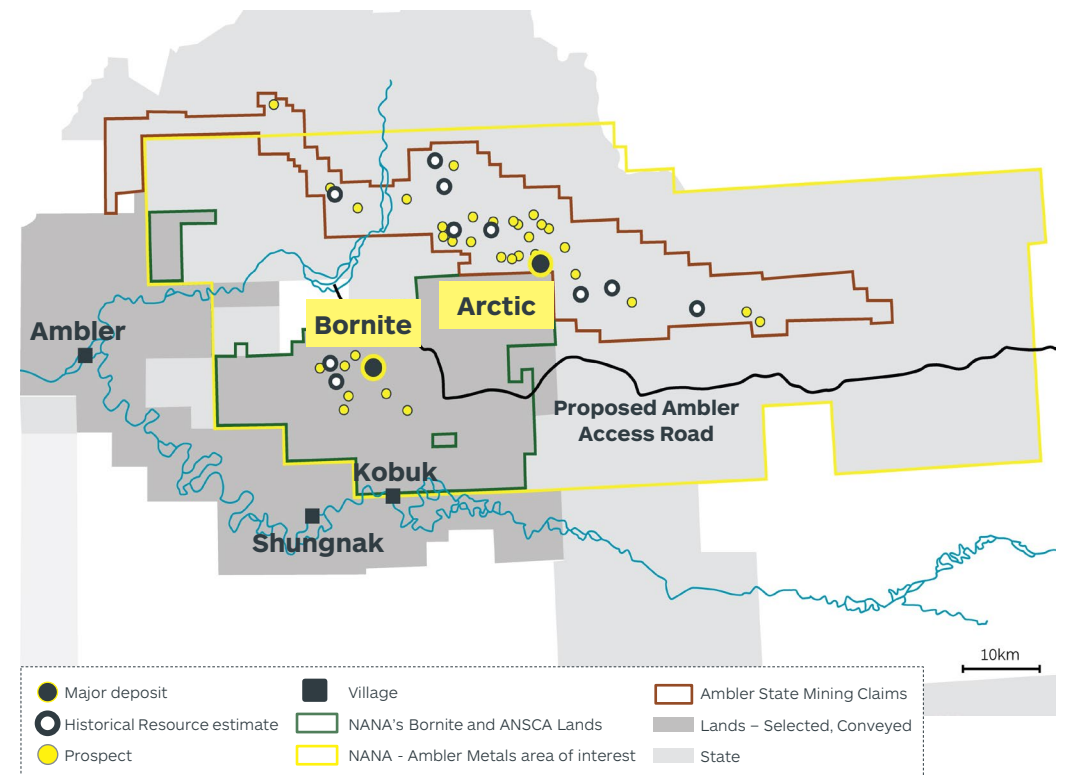 Arctic
Bornite
Ambler
Proposed Ambler
Access Road
Kobuk
Shungnak
10km
Major deposit
Village
Ambler State Mining Claims
Historical Resource estimate
NANA's Bornite and ANSCA Lands
Lands – Selected, Conveyed
Prospect
NANA - Ambler Metals area of interest
State